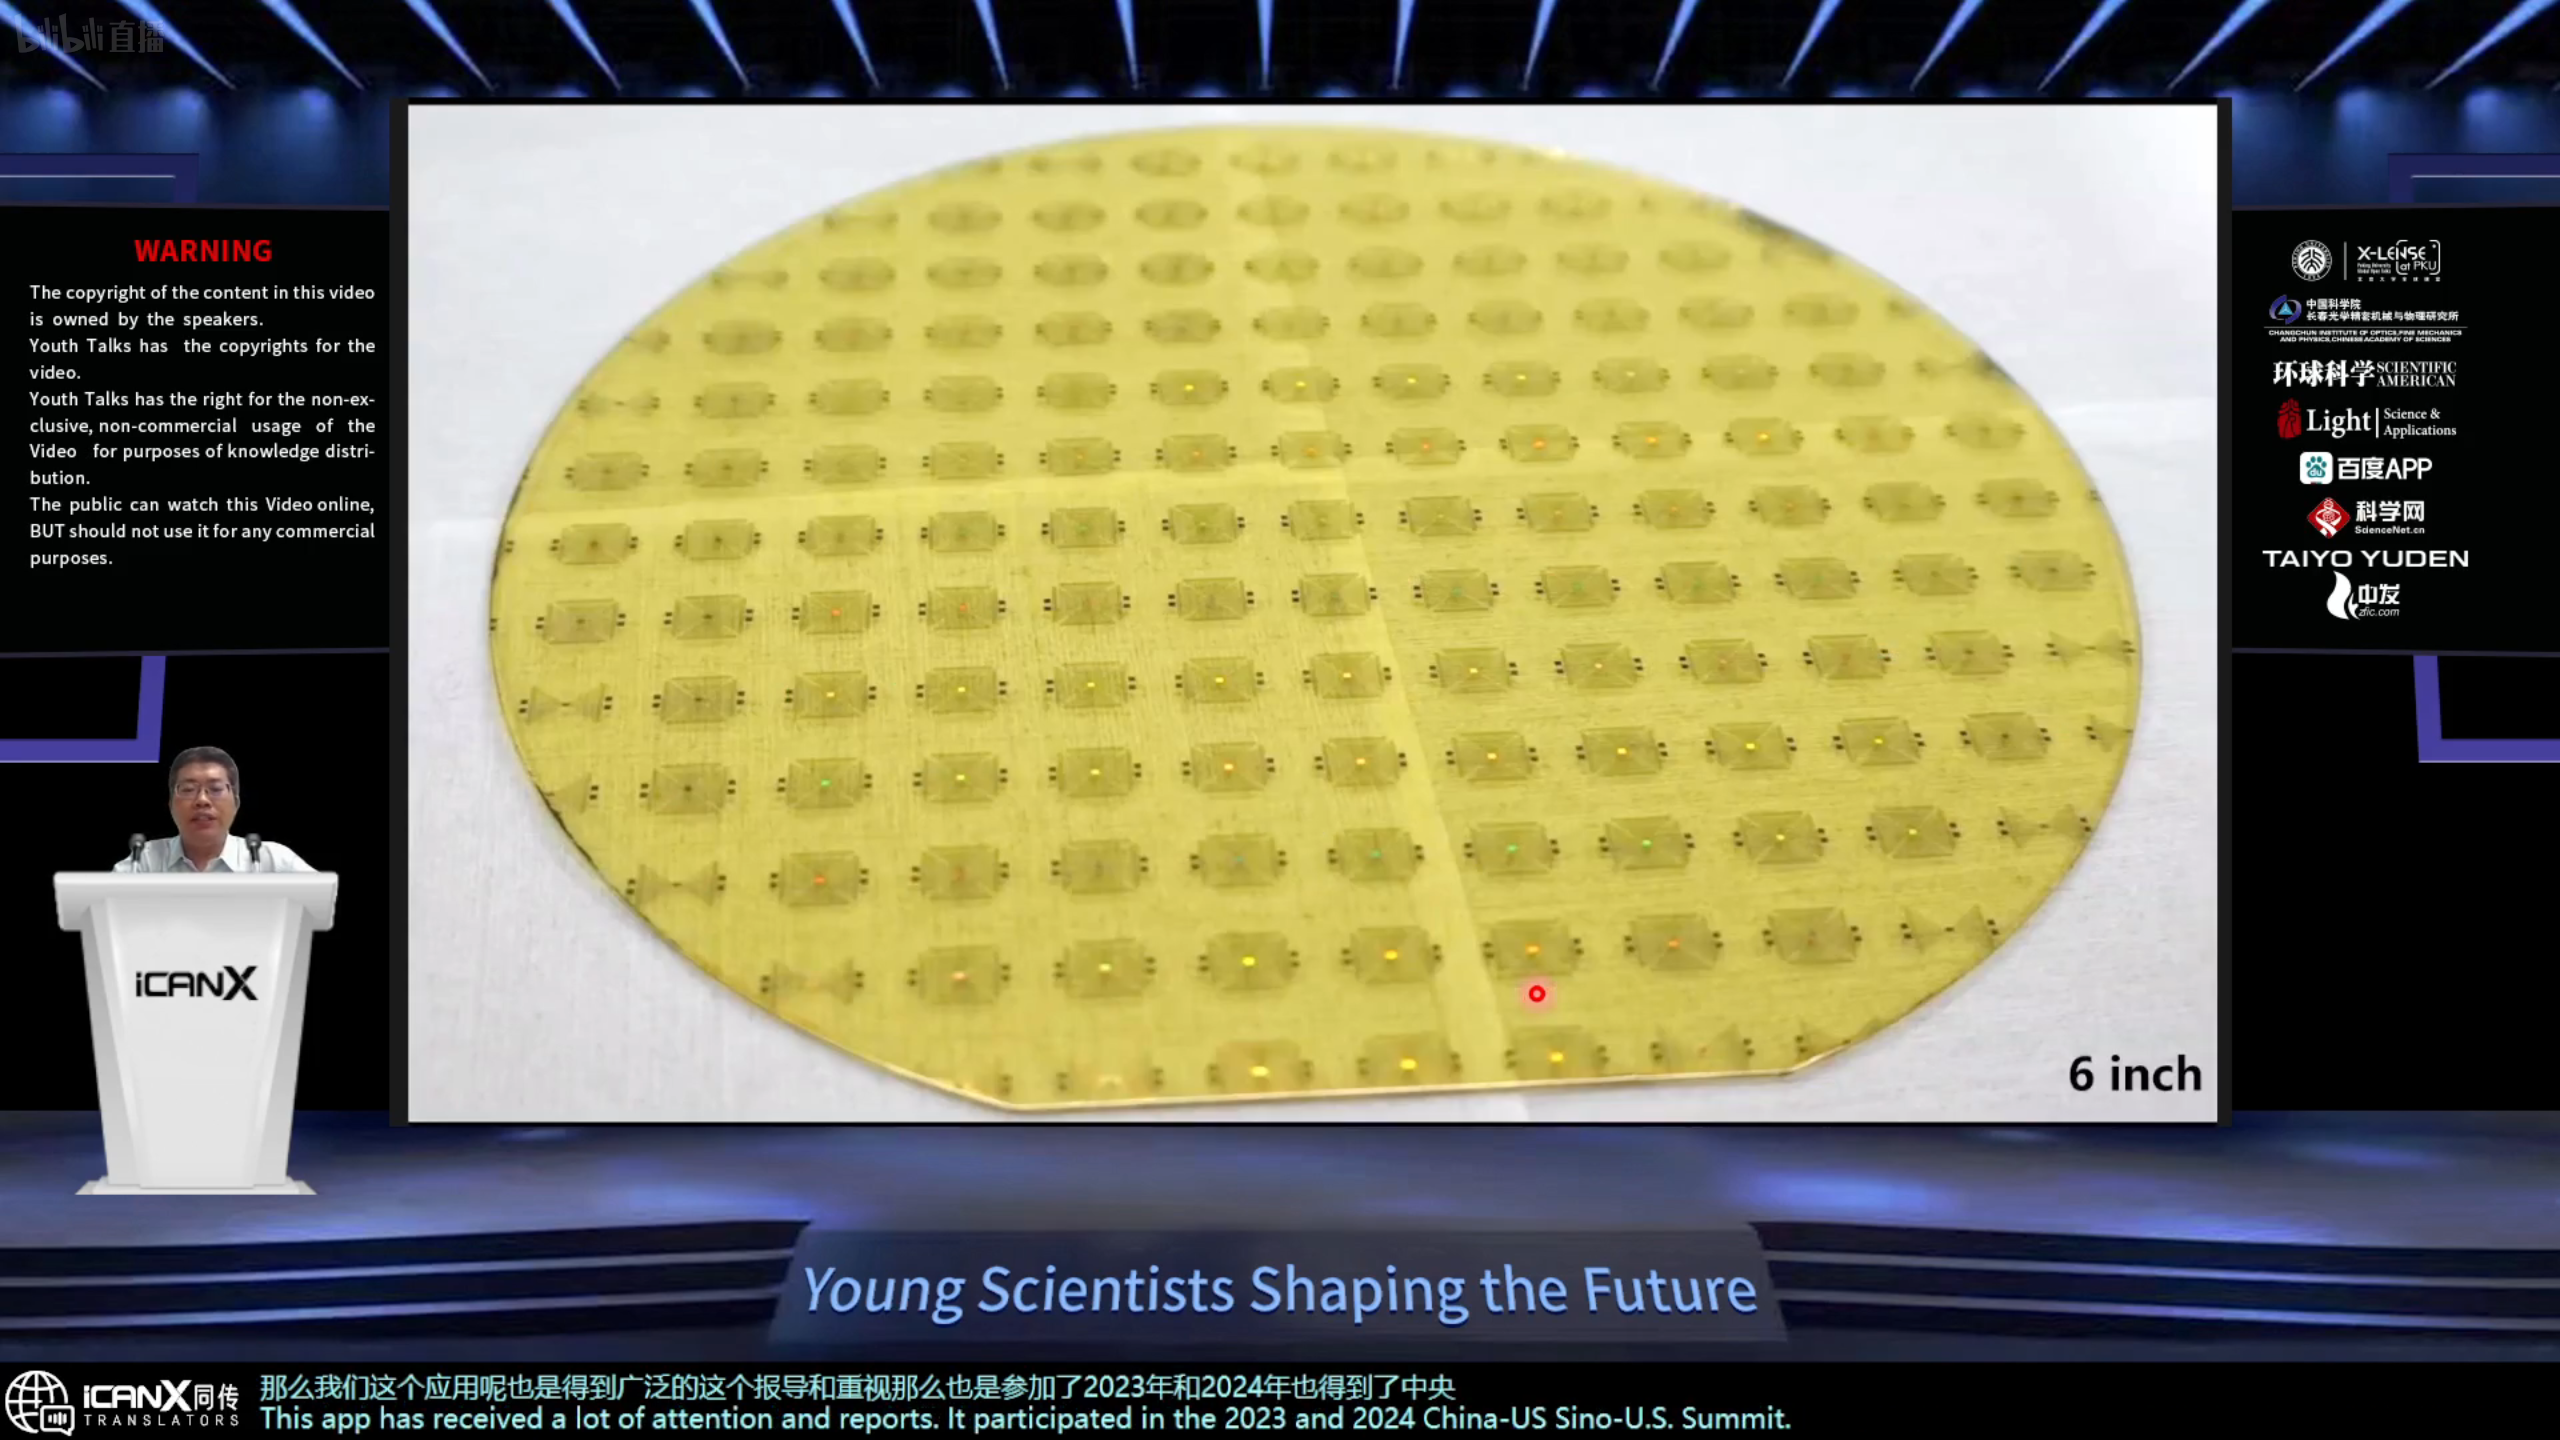 bilibili直播
WARNING
The copyright of the content in this video
is owned by the speakers.
Youth Talks has the copyrights for the
video.
Youth Talks has the right for the non-ex-
clusive, non-commercial usage of the
Video for purposes of knowledge distri-
bution.
The public can watch this Video online,
BUT should not use it for any commercial
purposes.
iCANX
6 inch
X-LENSE
at PKU
中国科学院
长春光学精密机械与物理研究所
CHANGCHUN INSTITUTE OF OPTICS,FINE MECHANICS
AND PHYSICS,CHINESE ACADEMY OF SCIENCES
环球科学 SCIENTIFIC AMERICAN
Light Science & Applications
du 百度APP
科学网
ScienceNet.cn
TAIYO YUDEN
中发
zfic.com
Young Scientists Shaping the Future
iCANX同传
TRANSLATORS
那么我们这个应用呢也是得到广泛的这个报导和重视那么也是参加了2023年和2024年也得到了中央
This app has received a lot of attention and reports. It participated in the 2023 and 2024 China-US Sino-U.S. Summit.